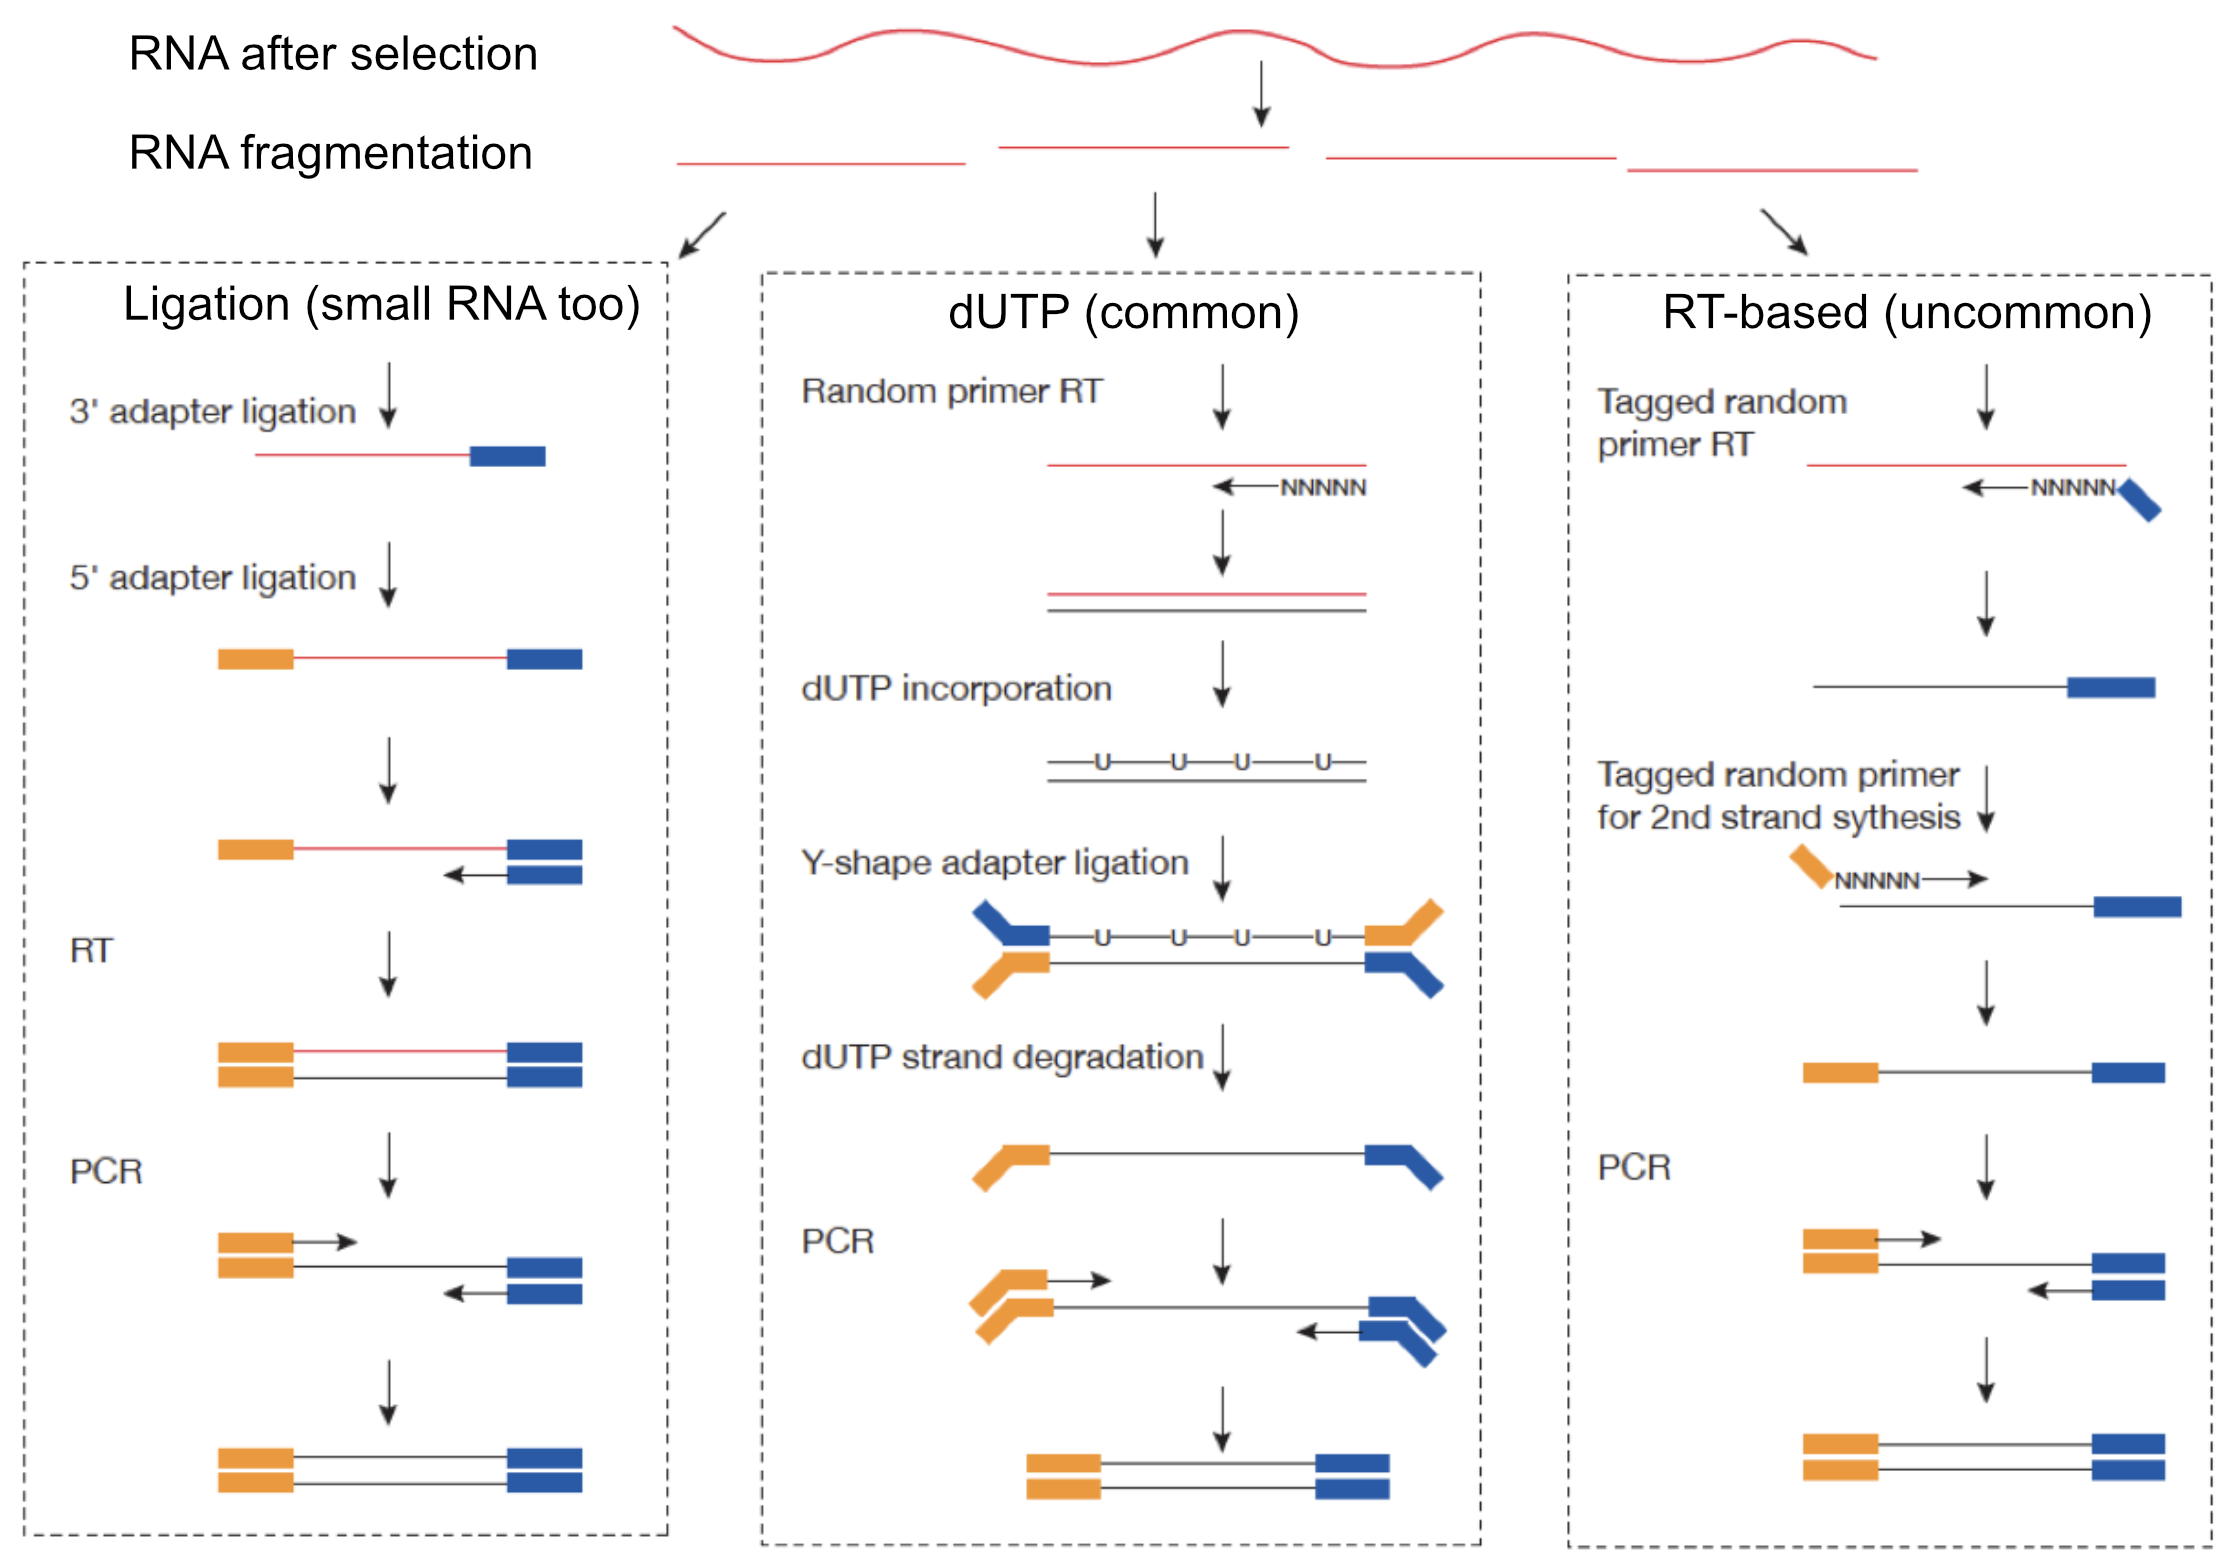 RNA after selection
RNA fragmentation
Ligation (small RNA too)
3' adapter ligation
5' adapter ligation
RT
PCR
dUTP (common)
Random primer RT
NNNNN
dUTP incorporation
U U U U
Y-shape adapter ligation
U U U U
dUTP strand degradation
PCR
RT-based (uncommon)
Tagged random
primer RT
NNNNN
Tagged random primer
for 2nd strand sythesis
NNNNN
PCR